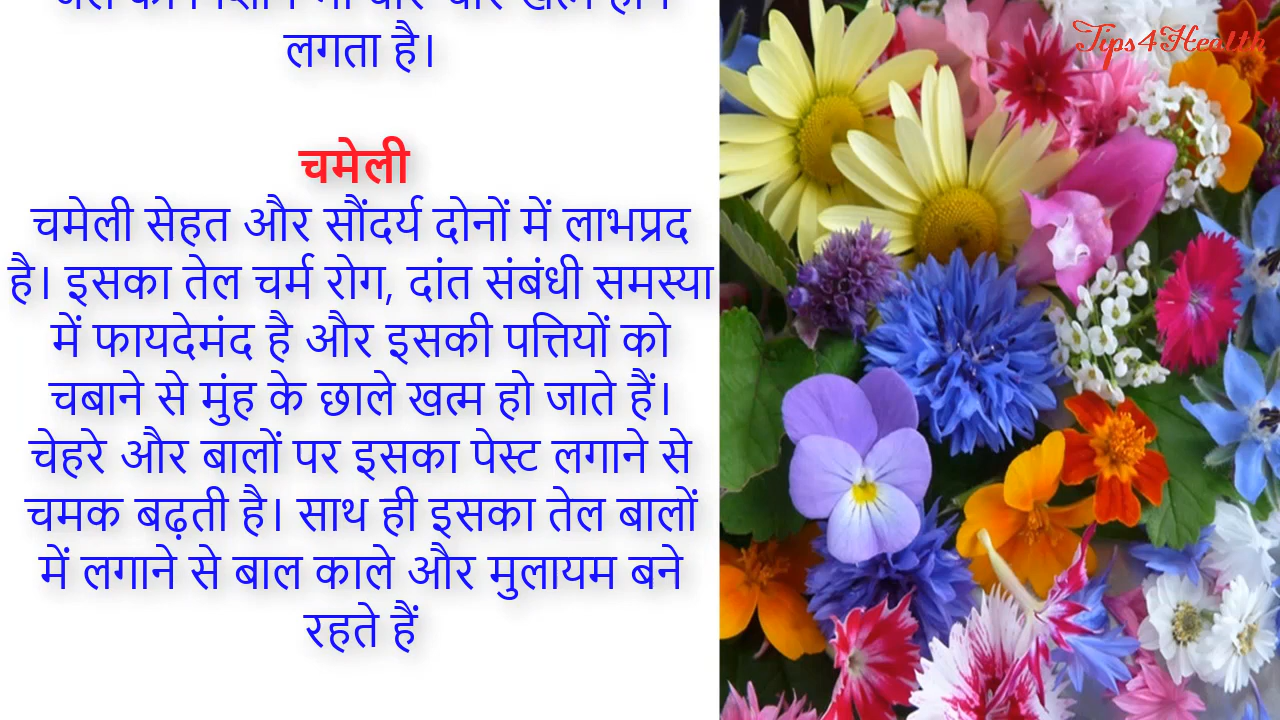 लगता है।
चमेली
चमेली सेहत और सौंदर्य दोनों में लाभप्रद
है। इसका तेल चर्म रोग, दांत संबंधी समस्या
में फायदेमंद है और इसकी पत्तियों को
चबाने से मुंह के छाले खत्म हो जाते हैं।
चेहरे और बालों पर इसका पेस्ट लगाने से
चमक बढ़ती है। साथ ही इसका तेल बालों
में लगाने से बाल काले और मुलायम बने
रहते हैं
Tips4Health